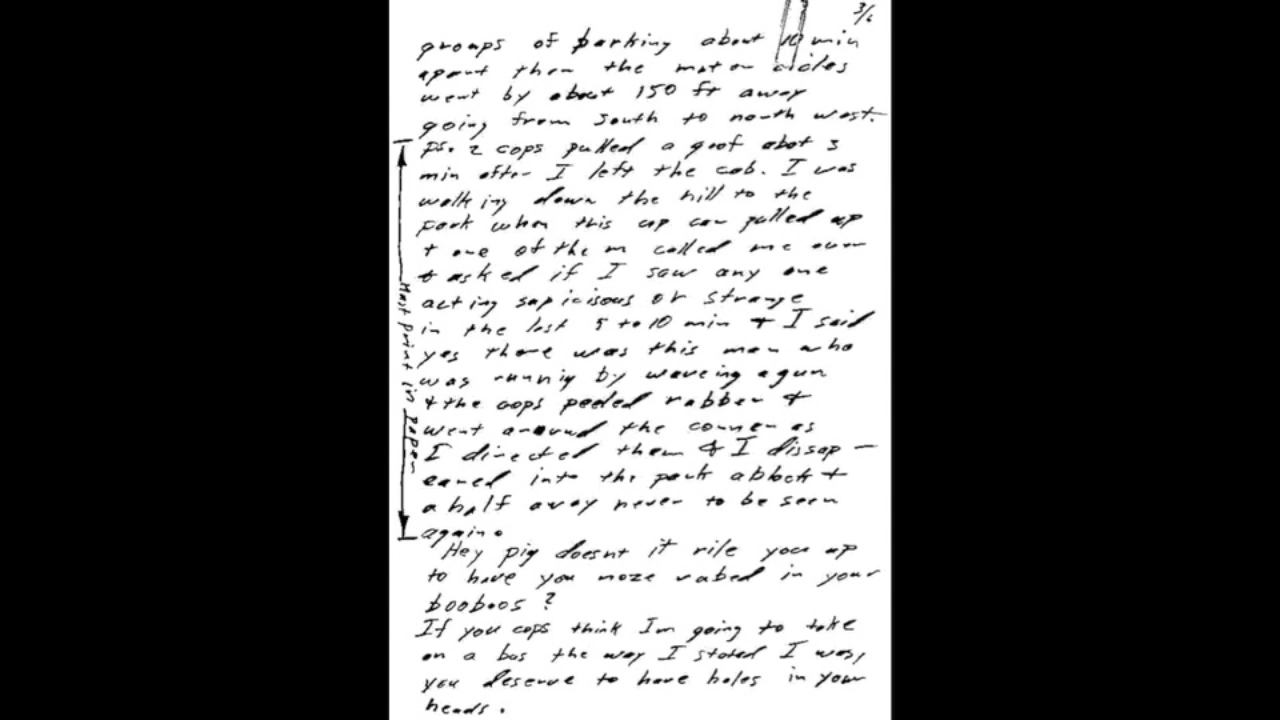 3/6
groops of barking about 10 min
apart then the motor cicles
went by about 150 ft away
going from south to north west.
ps. 2 cops pulled a goof abot 3
min after I left the cab. I was
walking down the hill to the
park when this cop car pulled up
+ one of them called me over
+ asked if I saw any one
acting sapicisous or strange
in the last 5 to 10 min + I said
yes there was this man who
was runnig by waveing a gun
+ the cops peeled rubber +
went around the corner as
I directed them + I dissap—
eared into the park a block +
a half away never to be seen
again.
Must print in paper
Hey pig doesnt it rile you up
to have you noze rubed in your
booboos?
If you cops think Im going to take
on a bus the way I stated I was,
you deserve to have holes in your
heads.